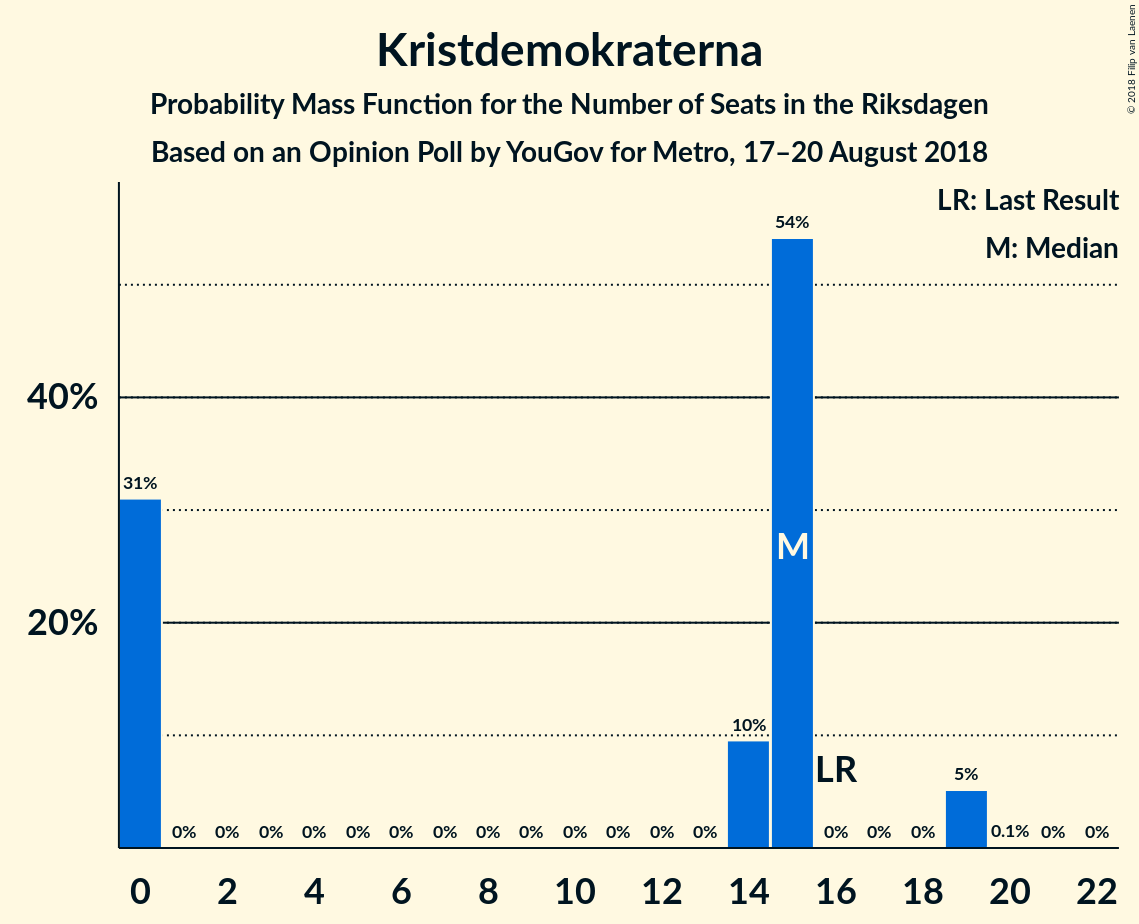 Kristdemokraterna
Probability Mass Function for the Number of Seats in the Riksdagen
Based on an Opinion Poll by YouGov for Metro, 17–20 August 2018
© 2018 Filip van Laenen
LR: Last Result
M: Median
54%
40%
31%
M
20%
10%
LR
5%
0% 0% 0% 0% 0% 0% 0% 0% 0% 0% 0% 0% 0% 0% 0% 0% 0.1% 0% 0%
0 2 4 6 8 10 12 14 16 18 20 22